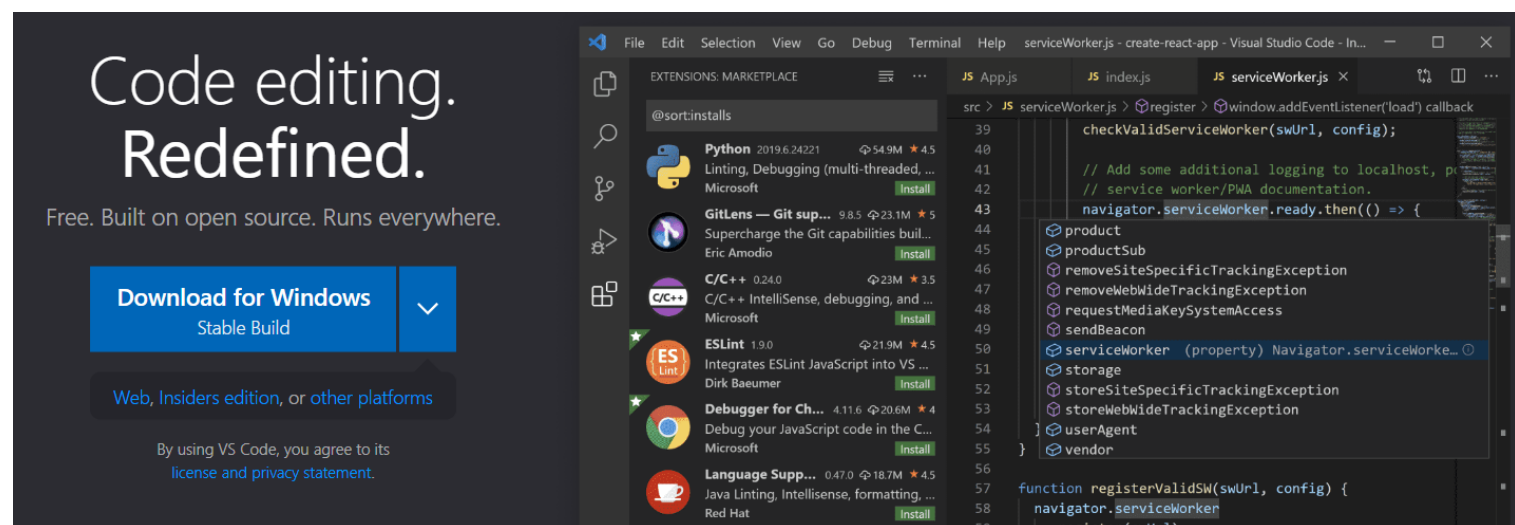 Code editing.
Redefined.
Free. Built on open source. Runs everywhere.
Download for Windows
Stable Build
Web, Insiders edition, or other platforms
By using VS Code, you agree to its
license and privacy statement.
File Edit Selection View Go Debug Terminal Help serviceWorker.js - create-react-app - Visual Studio Code - In...
EXTENSIONS: MARKETPLACE
@sort:installs
Python 2019.6.24221 54.9M ★ 4.5
Linting, Debugging (multi-threaded, ...
Microsoft Install
GitLens — Git sup... 9.8.5 23.1M ★ 5
Supercharge the Git capabilities buil...
Eric Amodio Install
C/C++
C/C++ 0.24.0 23M ★ 3.5
C/C++ IntelliSense, debugging, and ...
Microsoft Install
ES
Lint
ESLint 1.9.0 21.9M ★ 4.5
Integrates ESLint JavaScript into VS ...
Dirk Baeumer Install
Debugger for Ch... 4.11.6 20.6M ★ 4
Debug your JavaScript code in the C...
Microsoft Install
Language Supp... 0.47.0 18.7M ★ 4.5
Java Linting, Intellisense, formatting, ...
Red Hat Install
JS App.js JS index.js JS serviceWorker.js
src > JS serviceWorker.js > register > window.addEventListener('load') callback
39 checkValidServiceWorker(swUrl, config);
40
41 // Add some additional logging to localhost, po
42 // service worker/PWA documentation.
43 navigator.serviceWorker.ready.then(() => {
44 product
45 productSub
46 removeSiteSpecificTrackingException
47 removeWebWideTrackingException
48 requestMediaKeySystemAccess
49 sendBeacon
50 serviceWorker (property) Navigator.serviceWorke...
51 storage
52 storeSiteSpecificTrackingException
53 storeWebWideTrackingException
54 } userAgent
55 } vendor
56
57 function registerValidSW(swUrl, config) {
58 navigator.serviceWorker